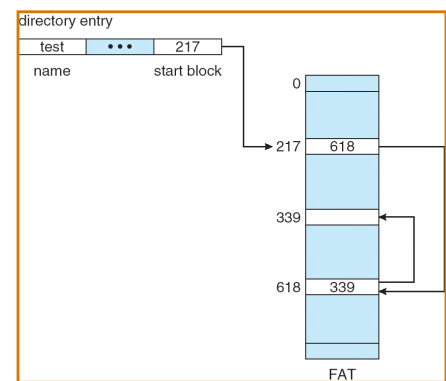 directory entry
test ••• 217
name start block
0
217 618
339
618 339
FAT